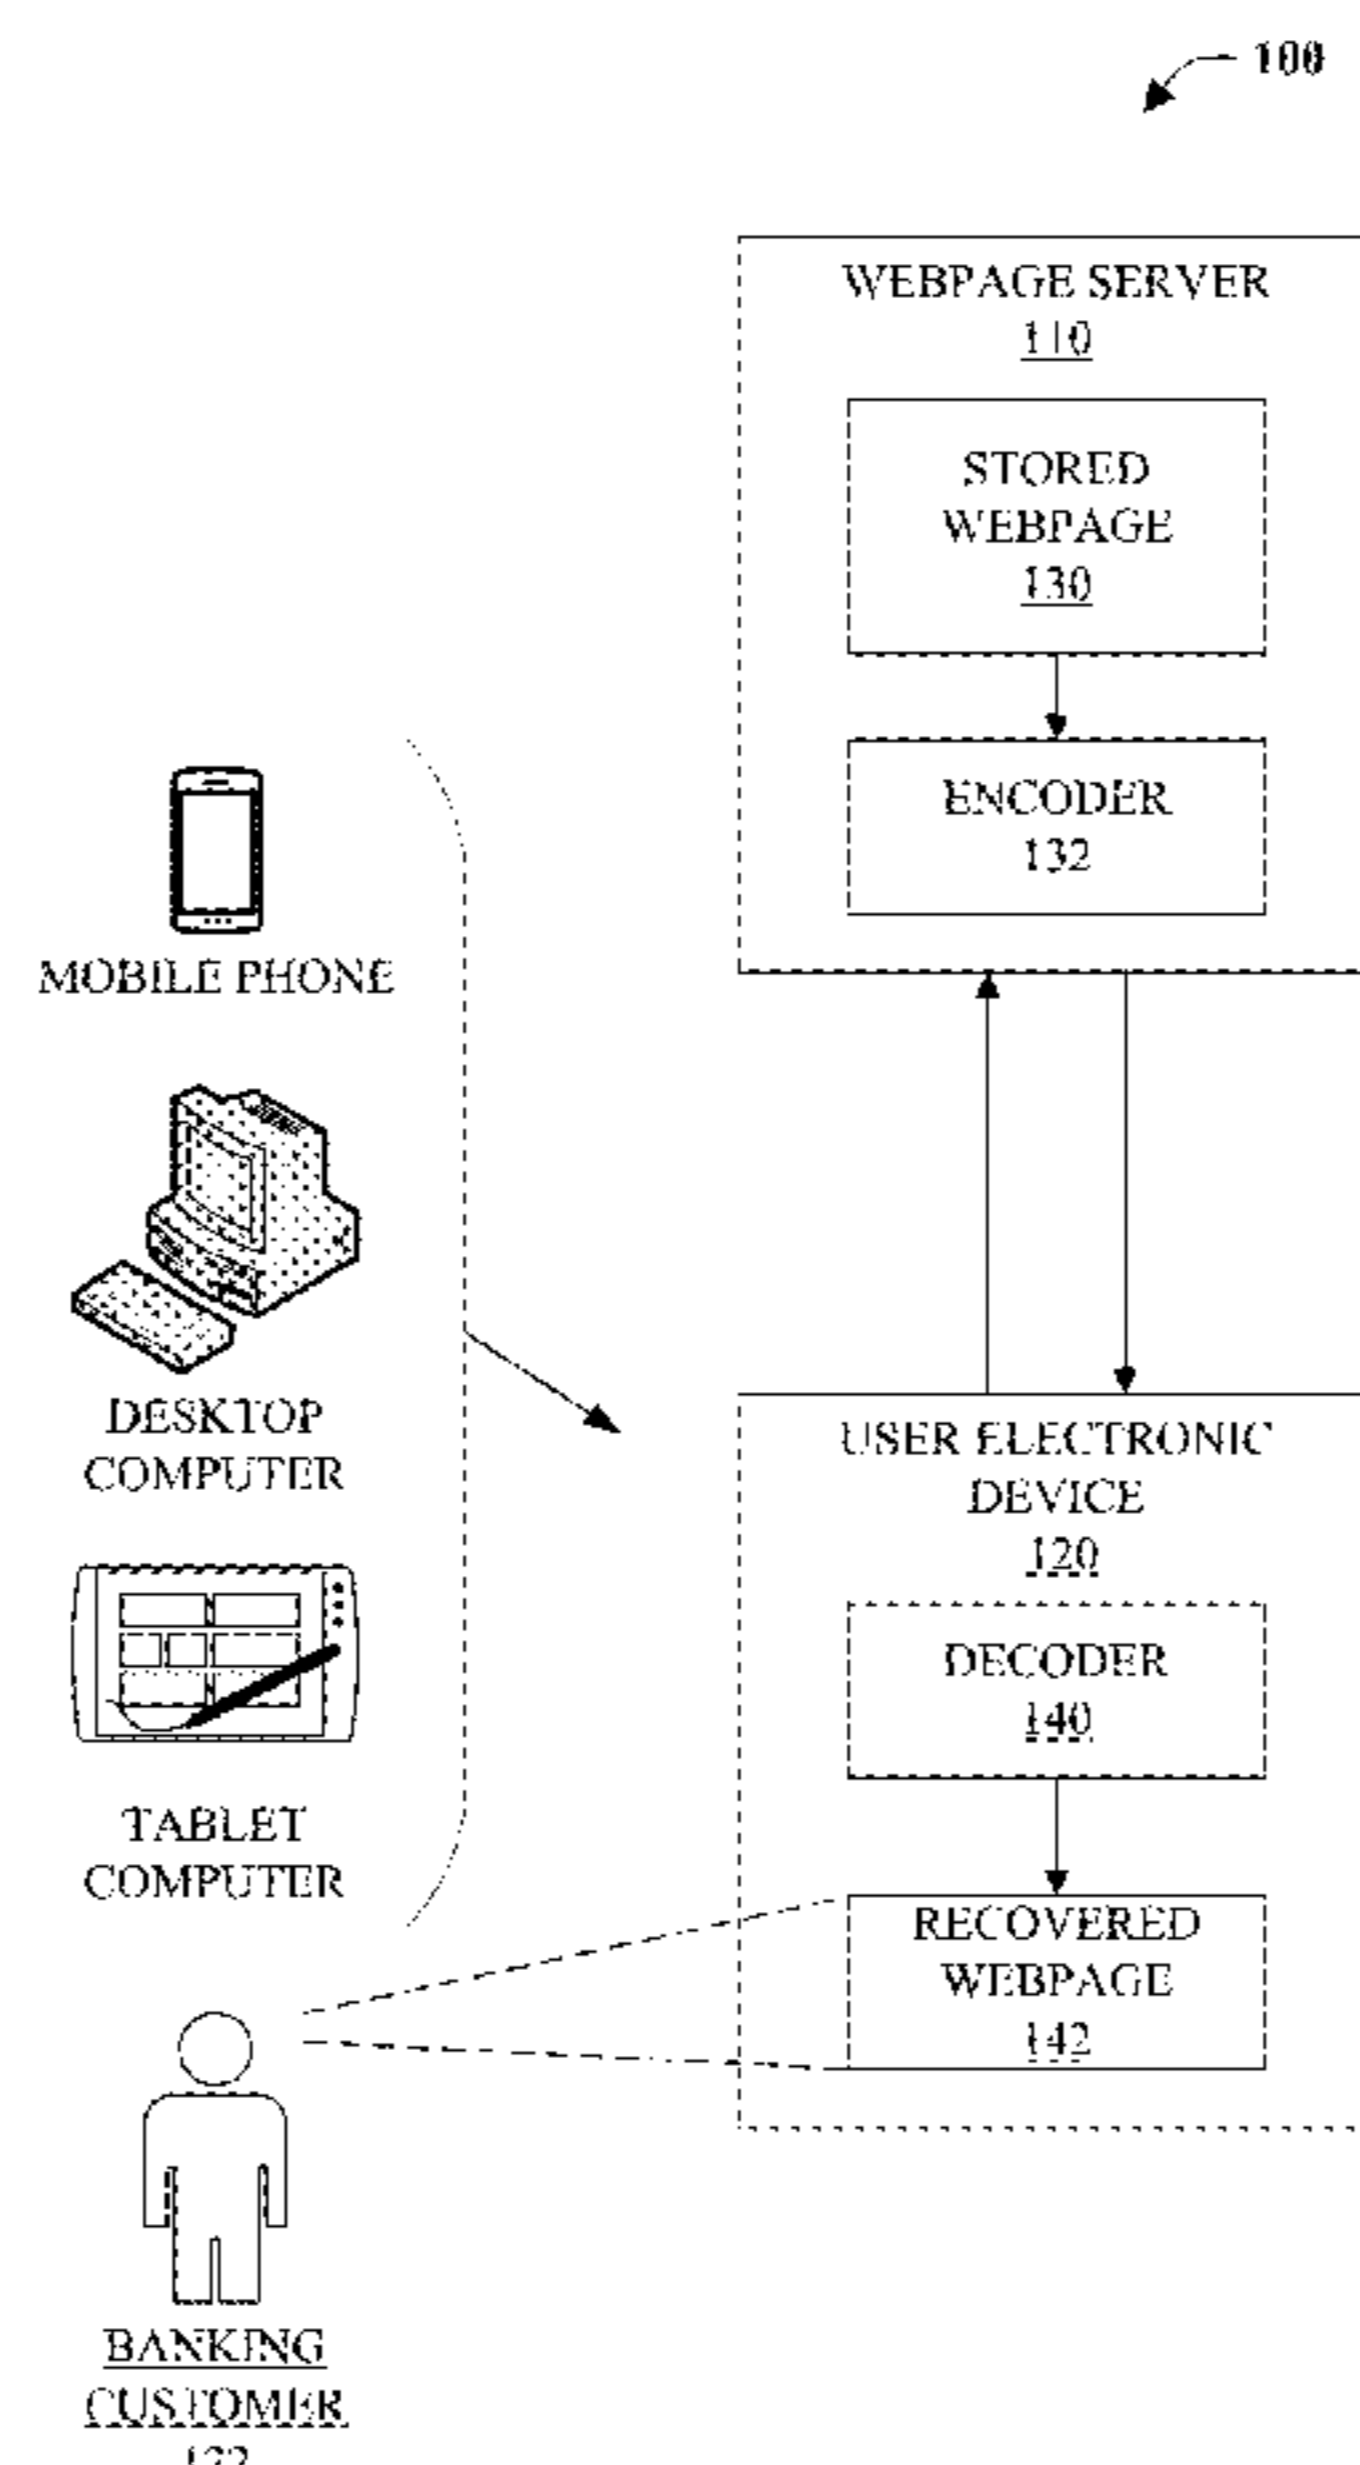 100
WEBPAGE SERVER
110
STORED
WEBPAGE
130
ENCODER
132
MOBILE PHONE
DESKTOP
COMPUTER
TABLET
COMPUTER
USER ELECTRONIC
DEVICE
120
DECODER
140
RECOVERED
WEBPAGE
142
BANKING
CUSTOMER